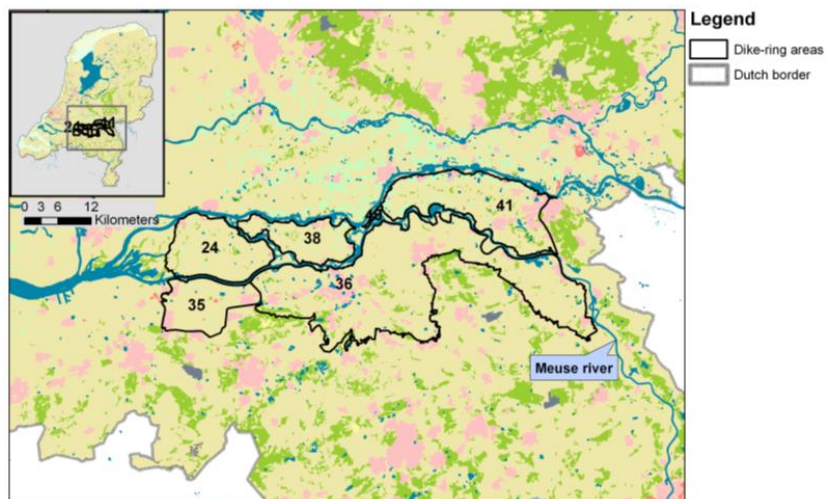 Legend
Dike-ring areas
Dutch border
0 3 6 12
Kilometers
41
24
38
36
35
Meuse river